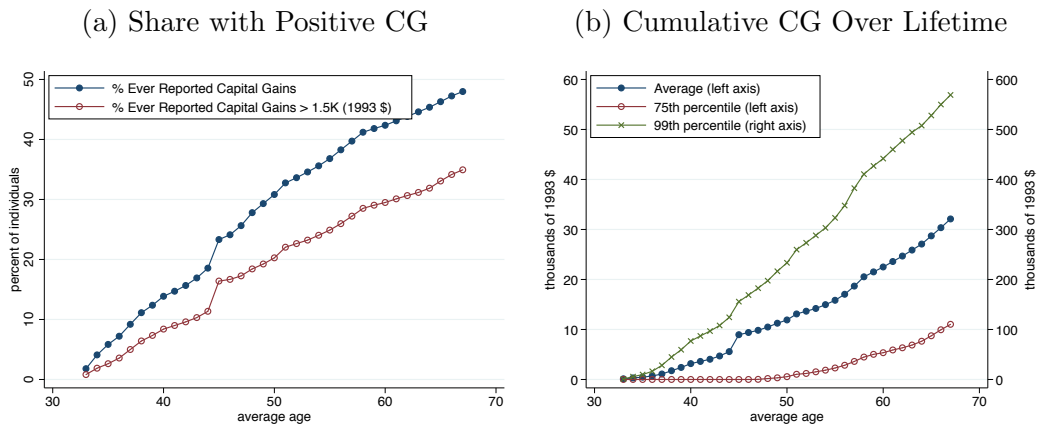 (a) Share with Positive CG
% Ever Reported Capital Gains
% Ever Reported Capital Gains > 1.5K (1993 $)
percent of individuals
50
40
30
20
10
0
30 40 50 60 70
average age
(b) Cumulative CG Over Lifetime
Average (left axis)
75th percentile (left axis)
99th percentile (right axis)
thousands of 1993 $
60
50
40
30
20
10
0
600
500
400
300
200
100
0
thousands of 1993 $
30 40 50 60 70
average age